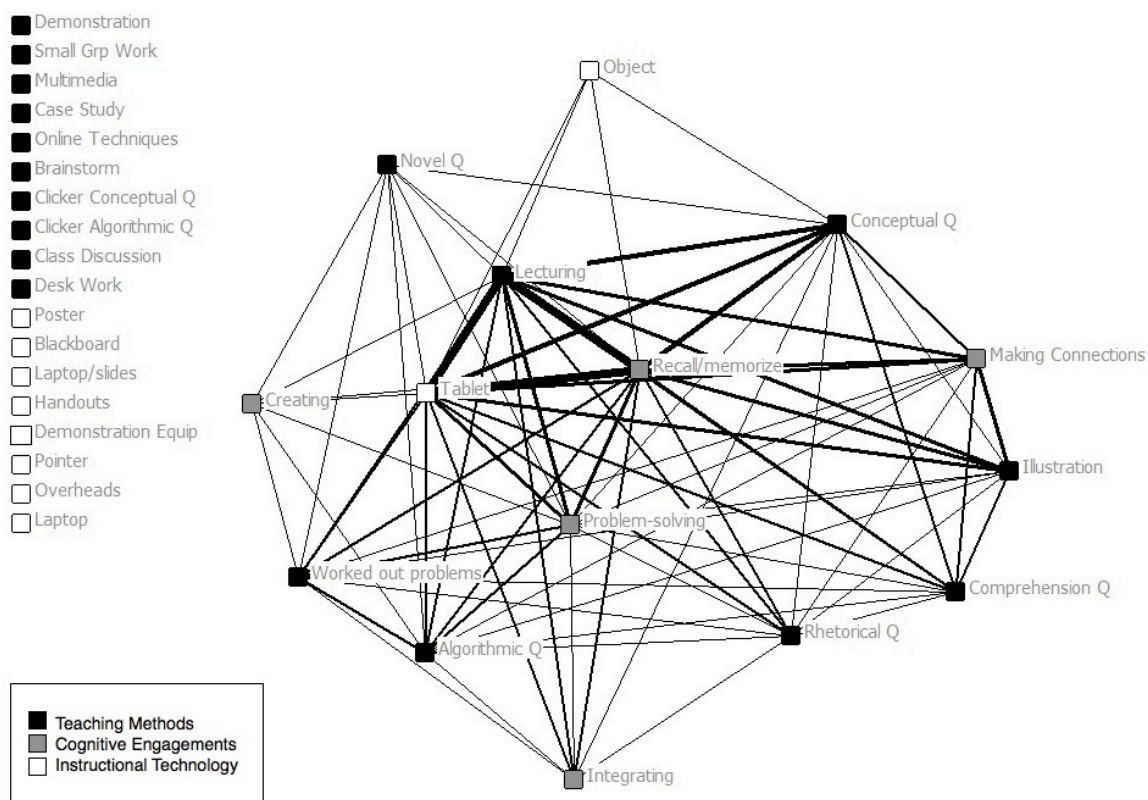 Demonstration
Small Grp Work
Multimedia
Case Study
Online Techniques
Brainstorm
Clicker Conceptual Q
Clicker Algorithmic Q
Class Discussion
Desk Work
Poster
Blackboard
Laptop/slides
Handouts
Demonstration Equip
Pointer
Overheads
Laptop
Object
Novel Q
Conceptual Q
Lecturing
Making Connections
Recall/memorize
Tablet
Creating
Illustration
Problem-solving
Worked out problems
Comprehension Q
Rhetorical Q
Algorithmic Q
Integrating
Teaching Methods
Cognitive Engagements
Instructional Technology